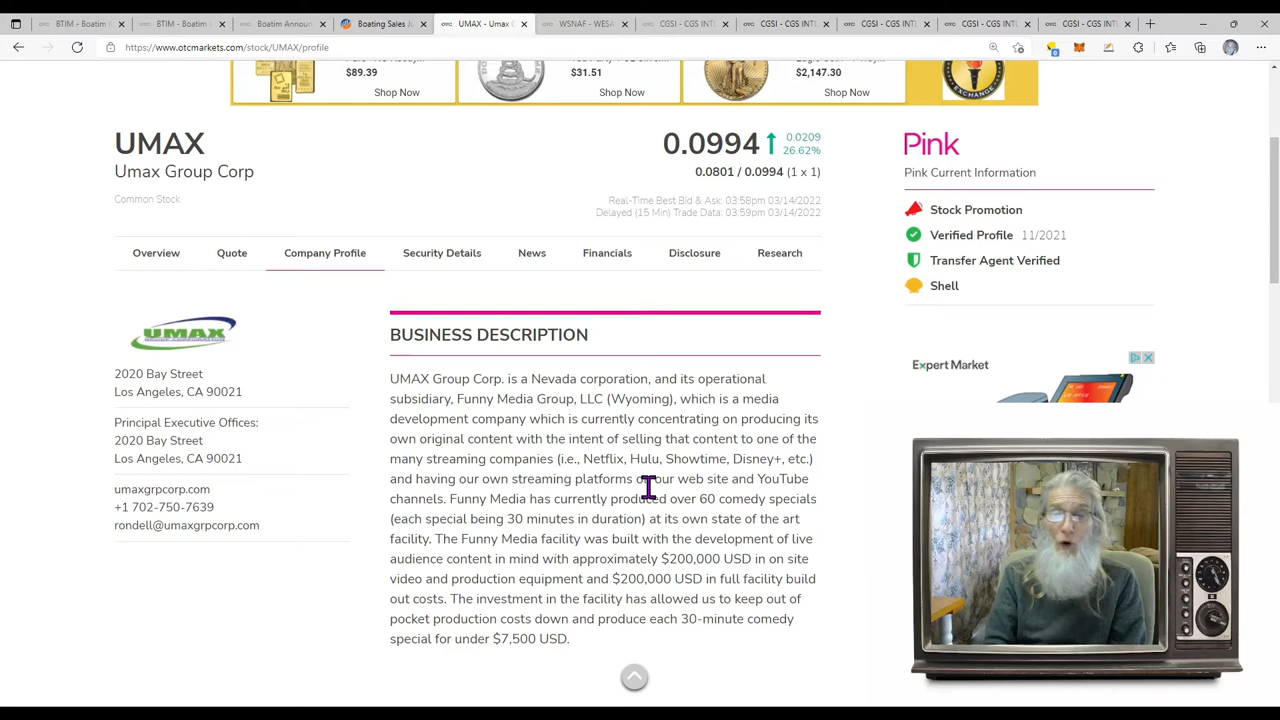 BTIM - Boatim
BTIM - Boatim
Boatim Announ
Boating Sales J
UMAX - Umax G
WSNAF - WESA
CGSI - CGS INTL
CGSI - CGS INTL
CGSI - CGS INTL
CGSI - CGS INTL
CGSI - CGS INTL
https://www.otcmarkets.com/stock/UMAX/profile
$89.39
Shop Now
$31.51
Shop Now
$2,147.30
Shop Now
EXCHANGE
UMAX
Umax Group Corp
Common Stock
0.0994
0.0209
26.62%
0.0801 / 0.0994 (1 x 1)
Real-Time Best Bid & Ask: 03:58pm 03/14/2022
Delayed (15 Min) Trade Data: 03:59pm 03/14/2022
Pink
Pink Current Information
Stock Promotion
Verified Profile 11/2021
Transfer Agent Verified
Shell
Overview
Quote
Company Profile
Security Details
News
Financials
Disclosure
Research
UMAX
GROUP CORPORATION
2020 Bay Street
Los Angeles, CA 90021
Principal Executive Offices:
2020 Bay Street
Los Angeles, CA 90021
umaxgrpcorp.com
+1 702-750-7639
rondell@umaxgrpcorp.com
BUSINESS DESCRIPTION
UMAX Group Corp. is a Nevada corporation, and its operational
subsidiary, Funny Media Group, LLC (Wyoming), which is a media
development company which is currently concentrating on producing its
own original content with the intent of selling that content to one of the
many streaming companies (i.e., Netflix, Hulu, Showtime, Disney+, etc.)
and having our own streaming platforms on our web site and YouTube
channels. Funny Media has currently produced over 60 comedy specials
(each special being 30-minutes in duration) at its own state of the art
facility. The Funny Media facility was built with the development of live
audience content in mind with approximately $200,000 USD in on site
video and production equipment and $200,000 USD in full facility build
out costs. The investment in the facility has allowed us to keep out of
pocket production costs down and produce each 30-minute comedy
special for under $7,500 USD.
Expert Market